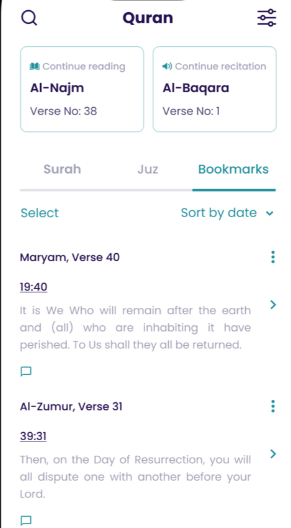 Quran
Continue reading
Al-Najm
Verse No: 38
Continue recitation
Al-Baqara
Verse No: 1
Surah
Juz
Bookmarks
Select
Sort by date
Maryam, Verse 40
19:40
It is We Who will remain after the earth
and (all) who are inhabiting it have
perished. To Us shall they all be returned.
Al-Zumur, Verse 31
39:31
Then, on the Day of Resurrection, you will
all dispute one with another before your
Lord.